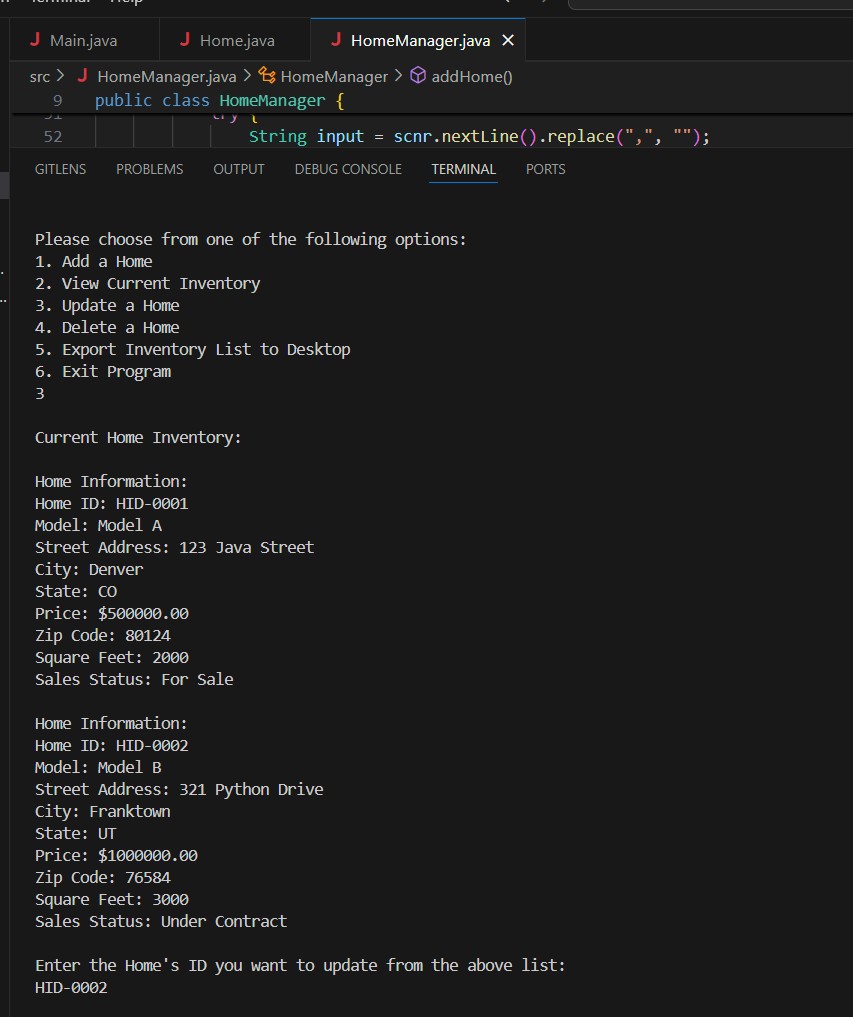 Main.java Home.java HomeManager.java
src > HomeManager.java > HomeManager > addHome()
9 public class HomeManager {
try {
52 String input = scnr.nextLine().replace(",", "");
GITLENS PROBLEMS OUTPUT DEBUG CONSOLE TERMINAL PORTS
Please choose from one of the following options:
1. Add a Home
2. View Current Inventory
3. Update a Home
4. Delete a Home
5. Export Inventory List to Desktop
6. Exit Program
3
Current Home Inventory:
Home Information:
Home ID: HID-0001
Model: Model A
Street Address: 123 Java Street
City: Denver
State: CO
Price: $500000.00
Zip Code: 80124
Square Feet: 2000
Sales Status: For Sale
Home Information:
Home ID: HID-0002
Model: Model B
Street Address: 321 Python Drive
City: Franktown
State: UT
Price: $1000000.00
Zip Code: 76584
Square Feet: 3000
Sales Status: Under Contract
Enter the Home's ID you want to update from the above list:
HID-0002